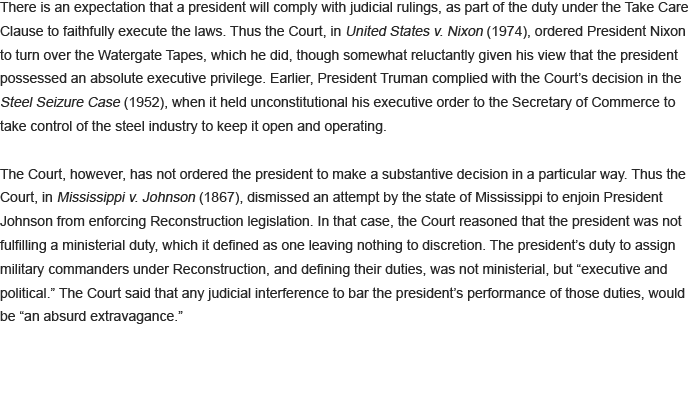 There is an expectation that a president will comply with judicial rulings, as part of the duty under the Take Care
Clause to faithfully execute the laws. Thus the Court, in United States v. Nixon (1974), ordered President Nixon
to turn over the Watergate Tapes, which he did, though somewhat reluctantly given his view that the president
possessed an absolute executive privilege. Earlier, President Truman complied with the Court’s decision in the
Steel Seizure Case (1952), when it held unconstitutional his executive order to the Secretary of Commerce to
take control of the steel industry to keep it open and operating.
The Court, however, has not ordered the president to make a substantive decision in a particular way. Thus the
Court, in Mississippi v. Johnson (1867), dismissed an attempt by the state of Mississippi to enjoin President
Johnson from enforcing Reconstruction legislation. In that case, the Court reasoned that the president was not
fulfilling a ministerial duty, which it defined as one leaving nothing to discretion. The president’s duty to assign
military commanders under Reconstruction, and defining their duties, was not ministerial, but “executive and
political.” The Court said that any judicial interference to bar the president’s performance of those duties, would
be “an absurd extravagance.”